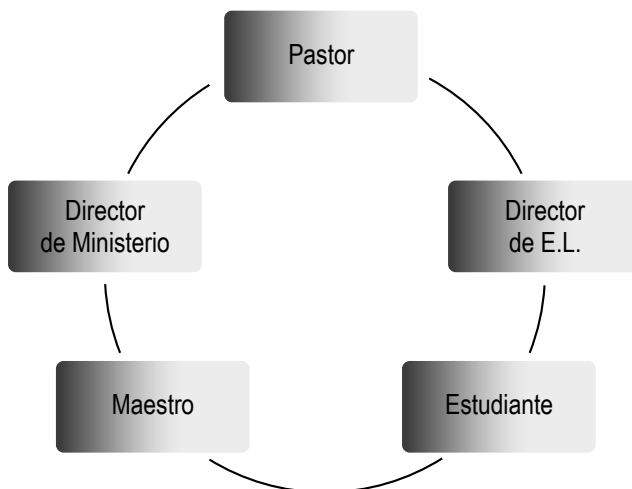 Pastor
Director
de Ministerio
Director
de E.L.
Maestro
Estudiante